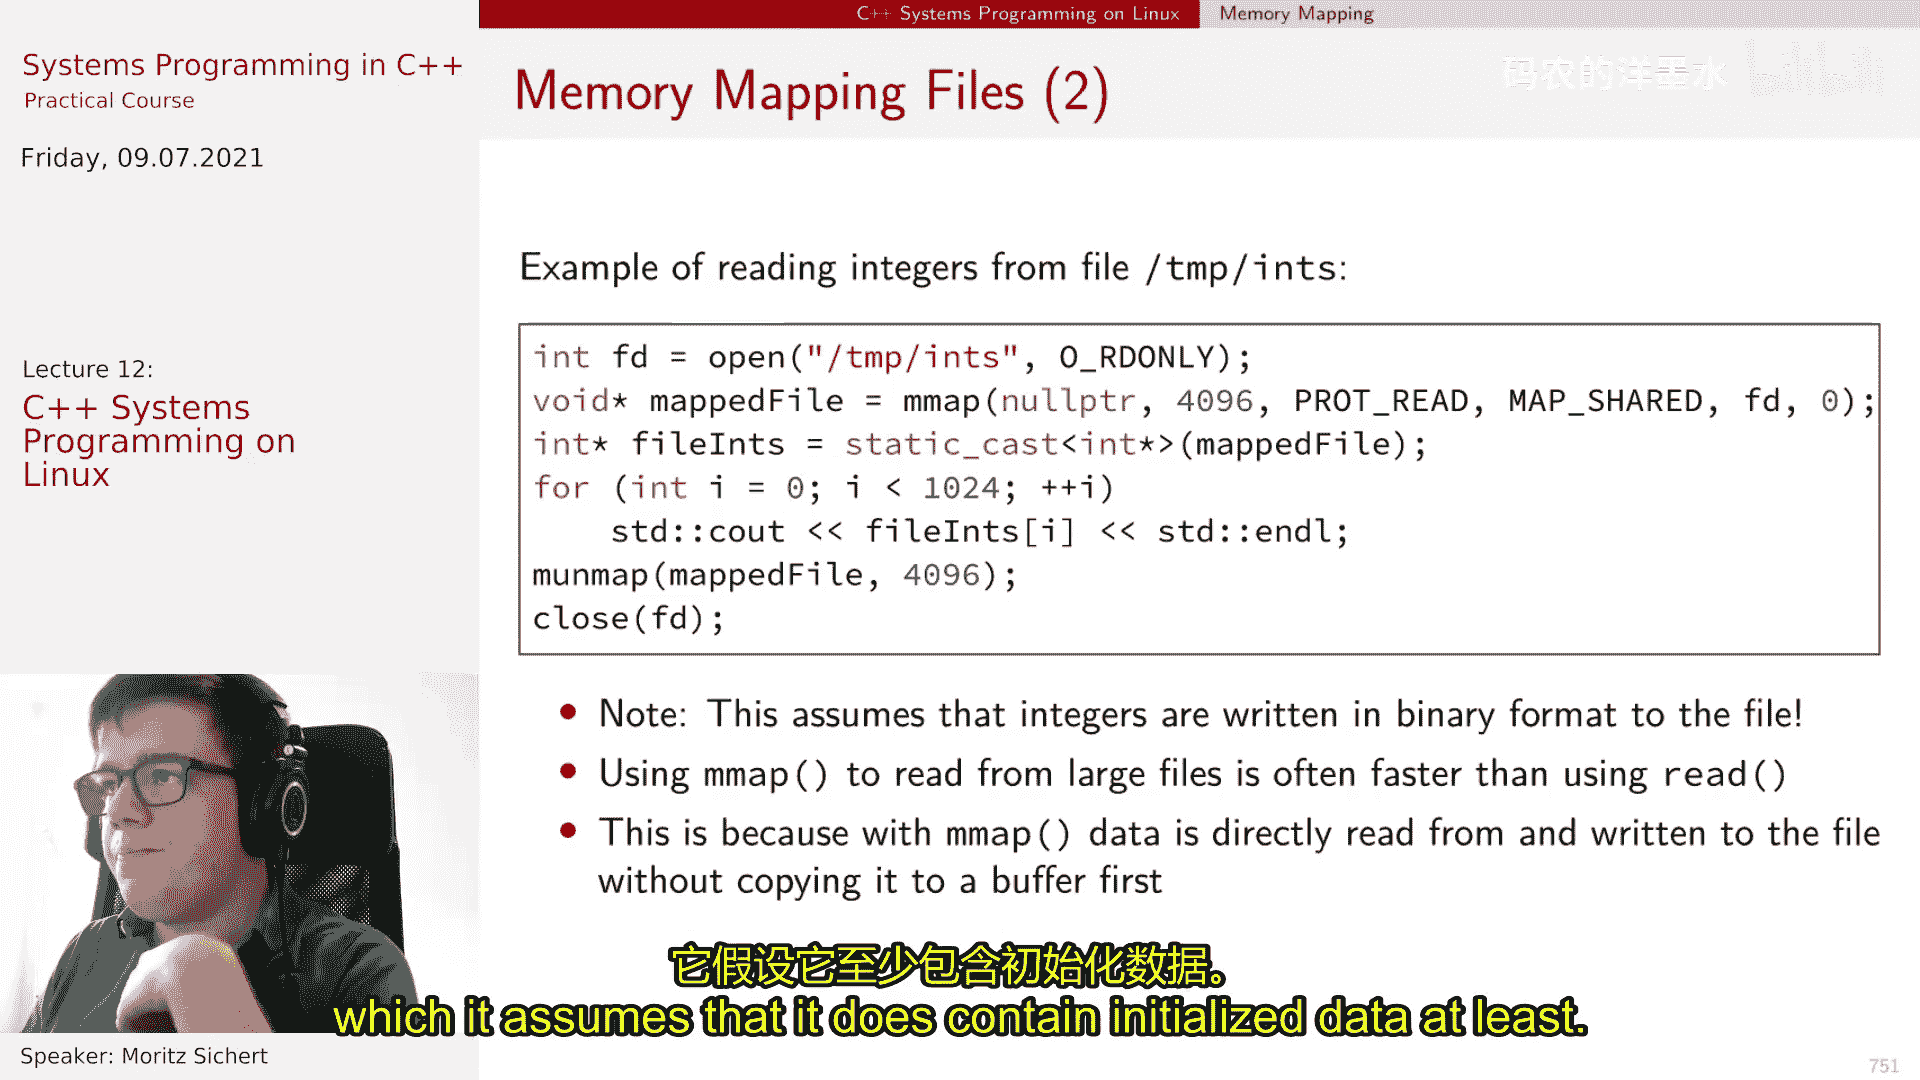 C++ Systems Programming on Linux
Memory Mapping
Systems Programming in C++
Practical Course
Friday, 09.07.2021
Lecture 12:
C++ Systems
Programming on
Linux
Memory Mapping Files (2)
码农的洋墨水
Example of reading integers from file /tmp/ints:
int fd = open("/tmp/ints", O_RDONLY);
void* mappedFile = mmap(nullptr, 4096, PROT_READ, MAP_SHARED, fd, 0);
int* fileInts = static_cast<int*>(mappedFile);
for (int i = 0; i < 1024; ++i)
    std::cout << fileInts[i] << std::endl;
munmap(mappedFile, 4096);
close(fd);
• Note: This assumes that integers are written in binary format to the file!
• Using mmap() to read from large files is often faster than using read()
• This is because with mmap() data is directly read from and written to the file
without copying it to a buffer first
它假设它至少包含初始化数据。
which it assumes that it does contain initialized data at least.
Speaker: Moritz Sichert
751